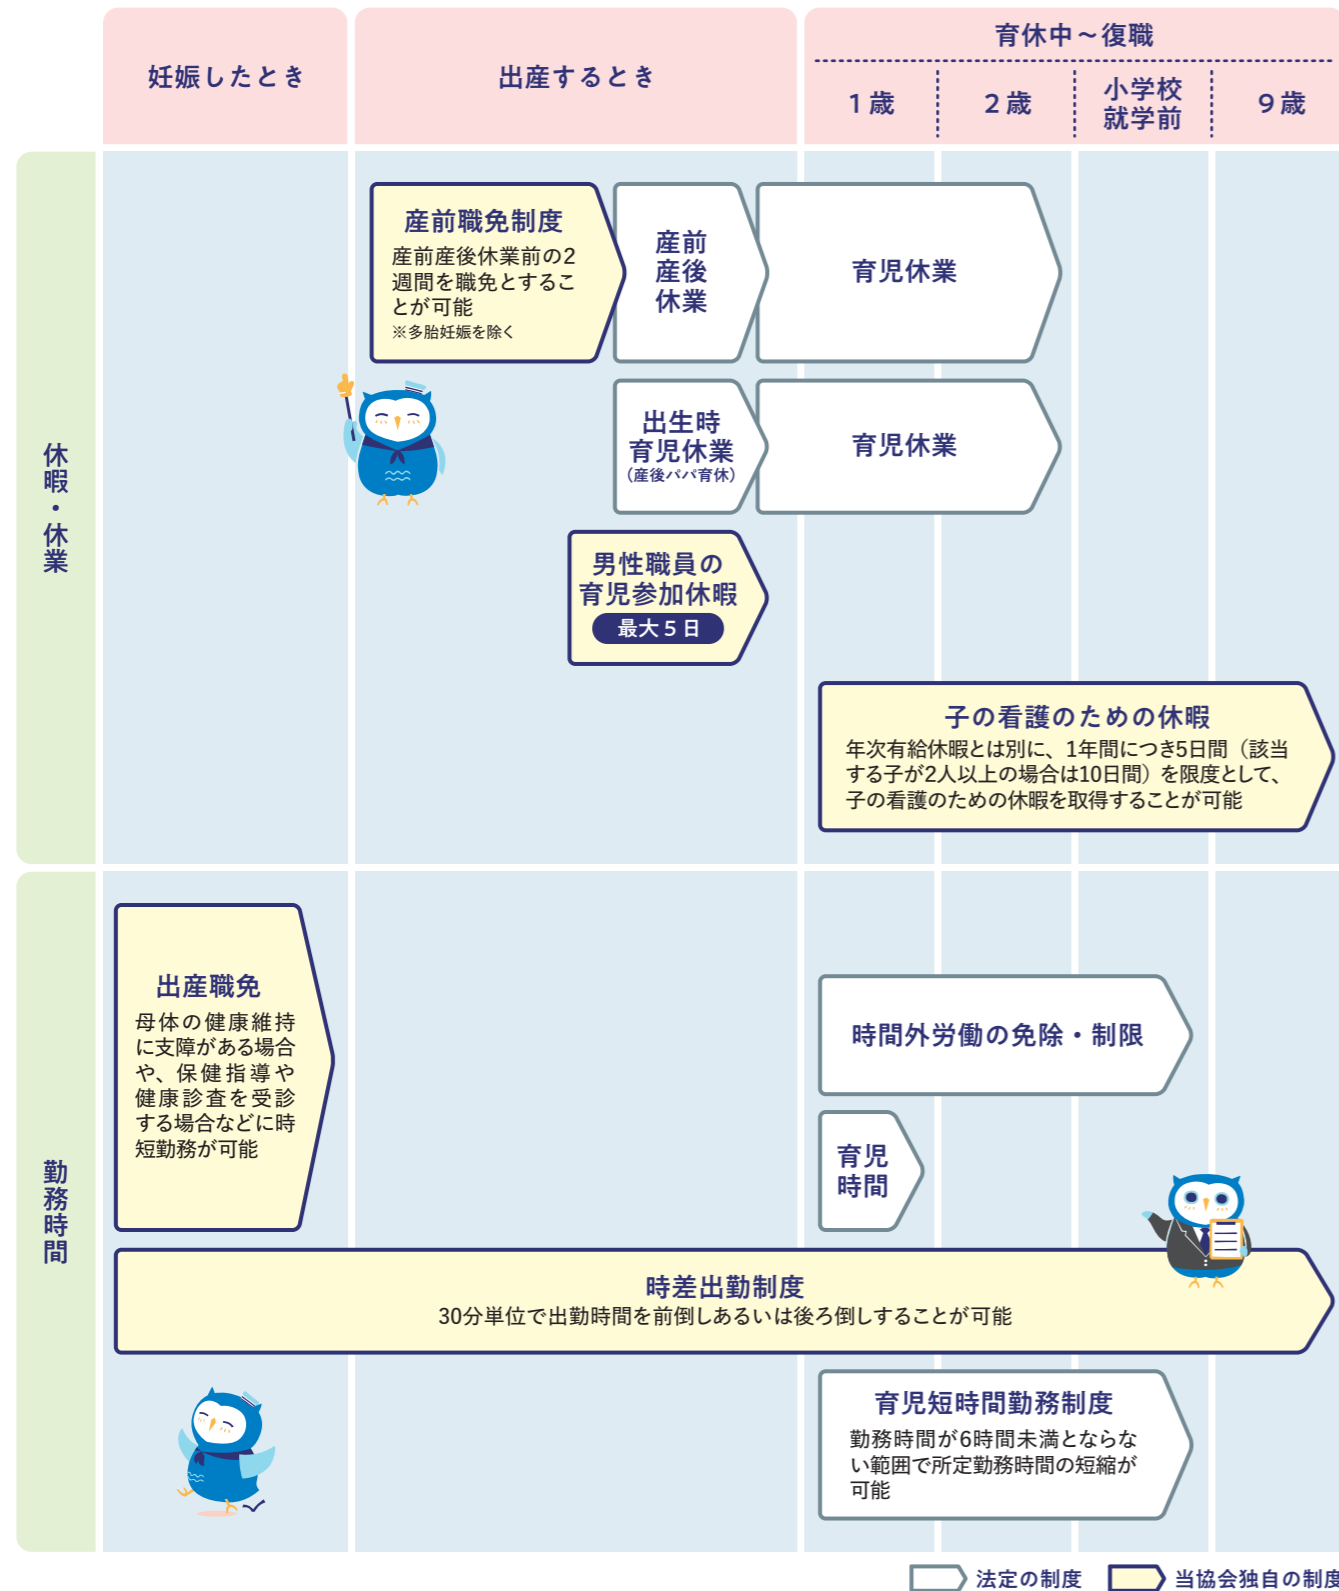 妊娠したとき
出産するとき
育休中～復職
1歳
2歳
小学校
就学前
9歳
休暇・休業
産前職免制度
産前産後休業前の2
週間を職免とするこ
とが可能
※多胎妊娠を除く
産前
産後
休業
育児休業
出生時
育児休業
（産後パパ育休）
育児休業
男性職員の
育児参加休暇
最大5日
子の看護のための休暇
年次有給休暇とは別に、1年間につき5日間（該当
する子が2人以上の場合は10日間）を限度として、
子の看護のための休暇を取得することが可能
勤務時間
出産職免
母体の健康維持
に支障がある場合
や、保健指導や
健康診査を受診
する場合などに時
短勤務が可能
時間外労働の免除・制限
育児
時間
時差出勤制度
30分単位で出勤時間を前倒しあるいは後ろ倒しすることが可能
育児短時間勤務制度
勤務時間が6時間未満とならな
い範囲で所定勤務時間の短縮が
可能
法定の制度
当協会独自の制度